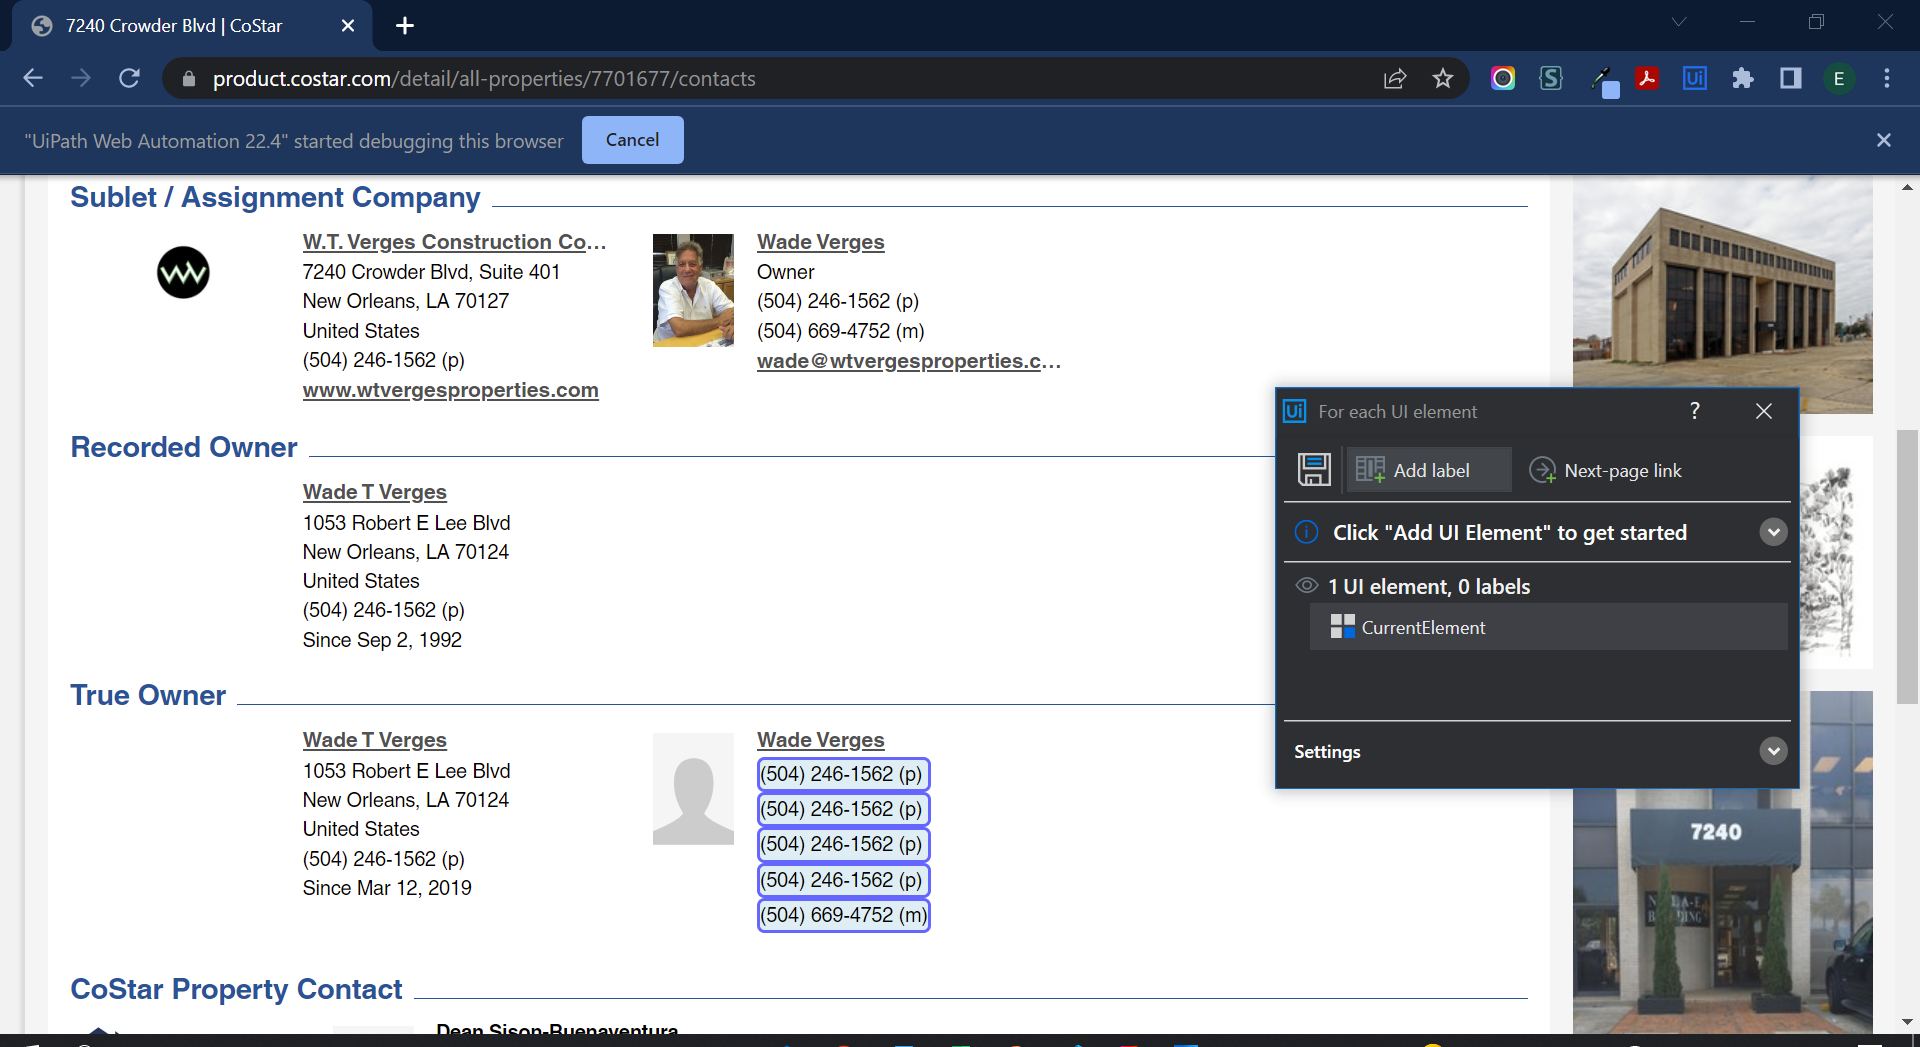 7240 Crowder Blvd | CoStar
product.costar.com/detail/all-properties/7701677/contacts
E
"UiPath Web Automation 22.4" started debugging this browser
Cancel
Sublet / Assignment Company
W.T. Verges Construction Co...
7240 Crowder Blvd, Suite 401
New Orleans, LA 70127
United States
(504) 246-1562 (p)
www.wtvergesproperties.com
Wade Verges
Owner
(504) 246-1562 (p)
(504) 669-4752 (m)
wade@wtvergesproperties.c...
Recorded Owner
Wade T Verges
1053 Robert E Lee Blvd
New Orleans, LA 70124
United States
(504) 246-1562 (p)
Since Sep 2, 1992
True Owner
Wade T Verges
1053 Robert E Lee Blvd
New Orleans, LA 70124
United States
(504) 246-1562 (p)
Since Mar 12, 2019
Wade Verges
(504) 246-1562 (p)
(504) 246-1562 (p)
(504) 246-1562 (p)
(504) 246-1562 (p)
(504) 669-4752 (m)
CoStar Property Contact
Dean Sison-Buenaventura
Ui For each UI element ?
Add label
Next-page link
Click "Add UI Element" to get started
1 UI element, 0 labels
CurrentElement
Settings
7240